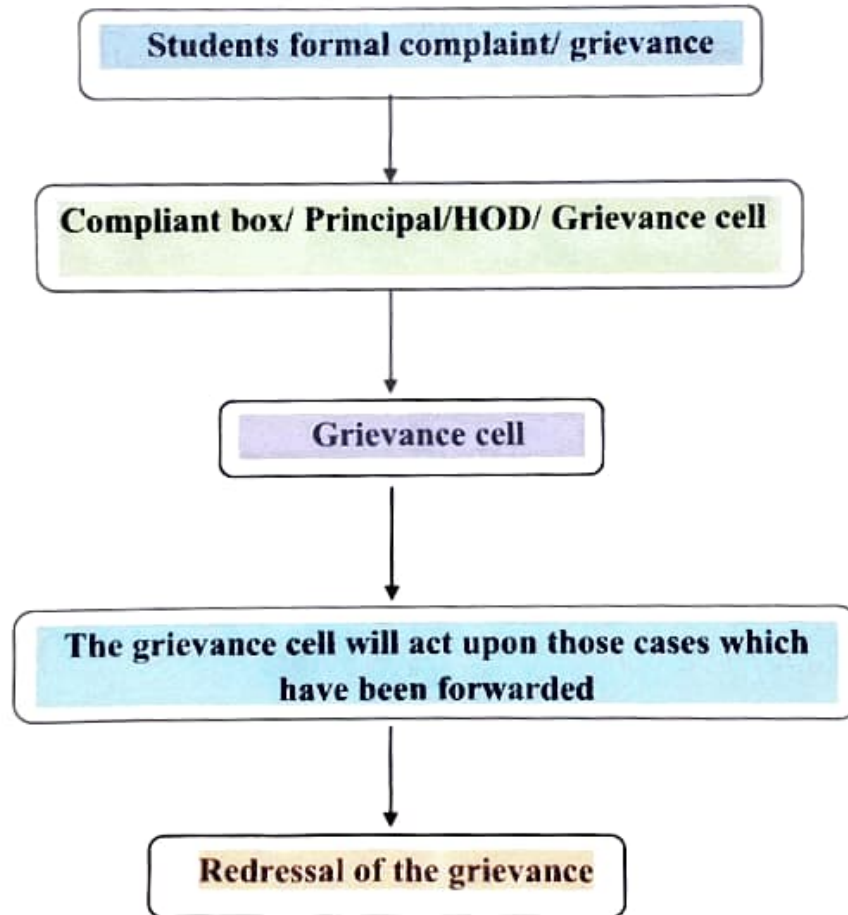 Students formal complaint/ grievance
Compliant box/ Principal/HOD/ Grievance cell
Grievance cell
The grievance cell will act upon those cases which
have been forwarded
Redressal of the grievance